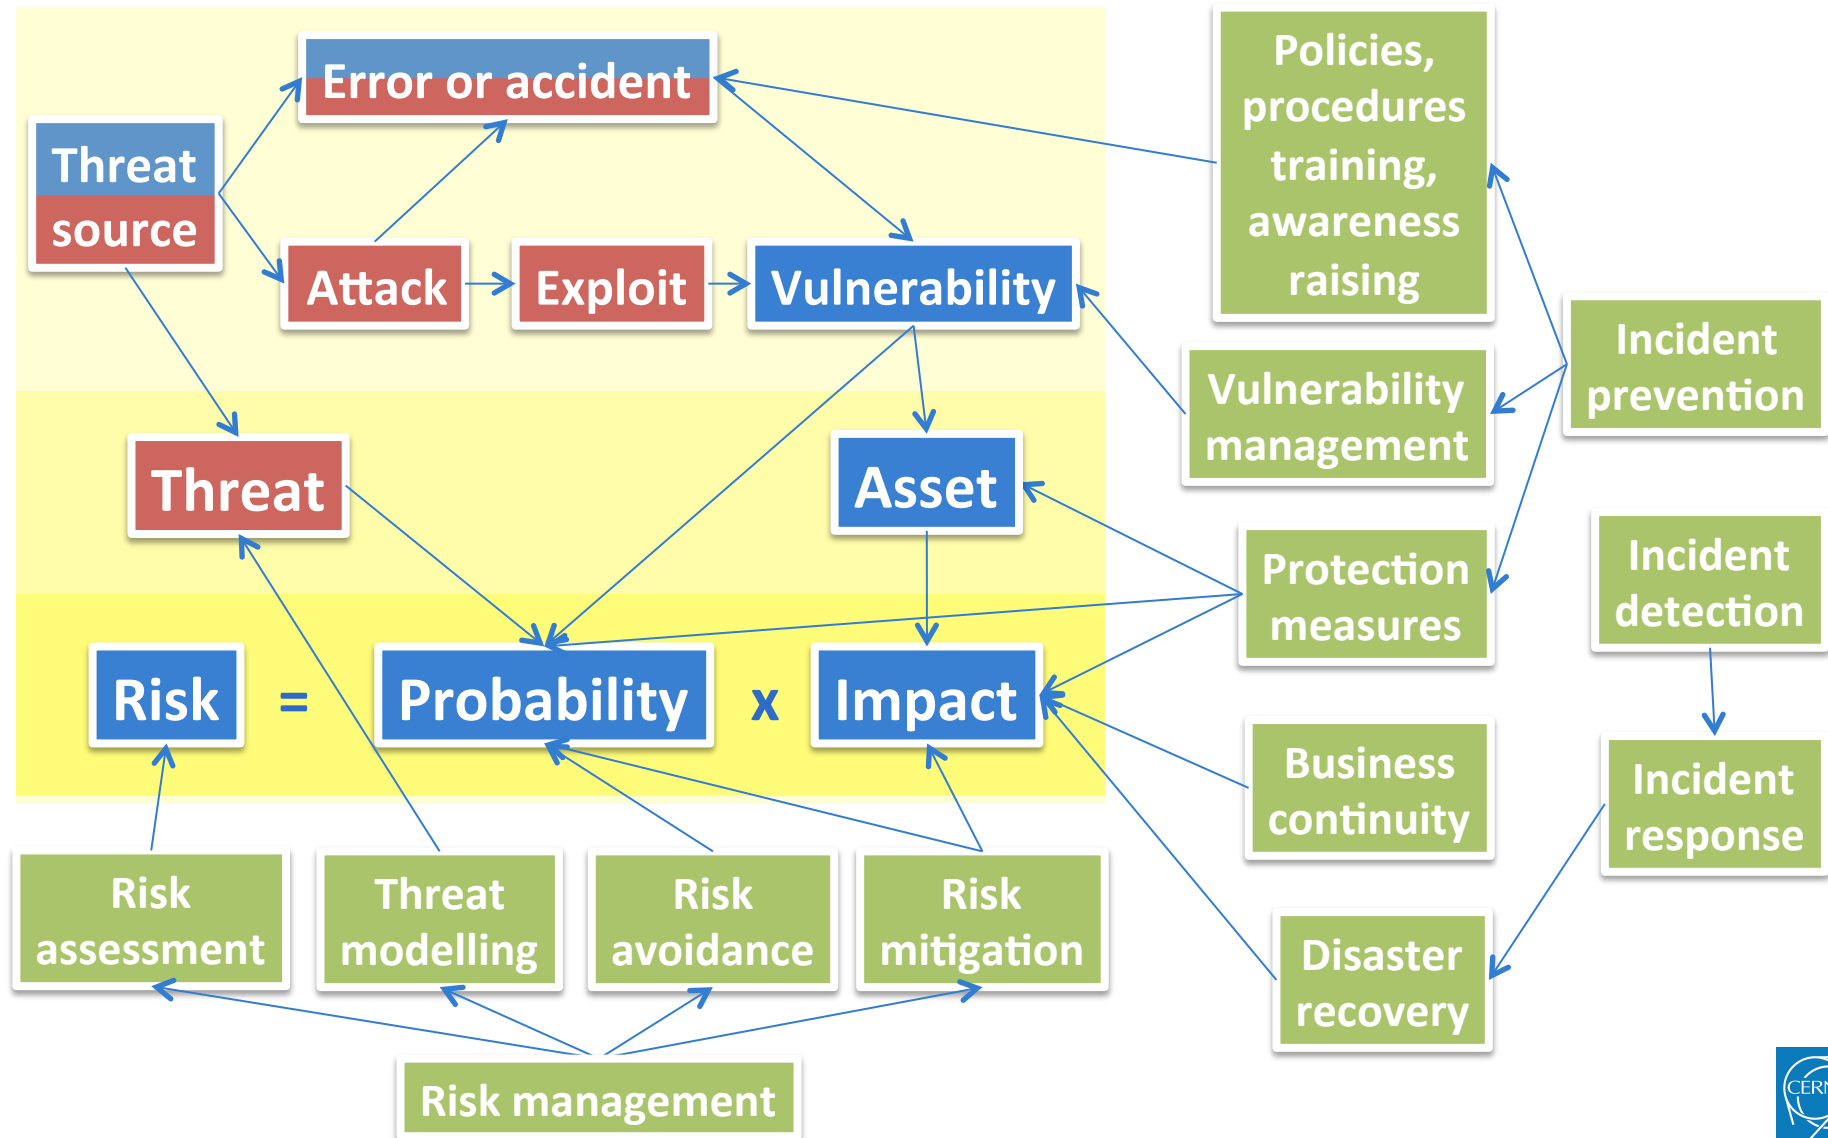 Error or accident
Threat
source
Attack
Exploit
Vulnerability
Threat
Asset
Risk
=
Probability
x
Impact
Policies,
procedures
training,
awareness
raising
Vulnerability
management
Incident
prevention
Protection
measures
Incident
detection
Business
continuity
Incident
response
Disaster
recovery
Risk
assessment
Threat
modelling
Risk
avoidance
Risk
mitigation
Risk management
CERN